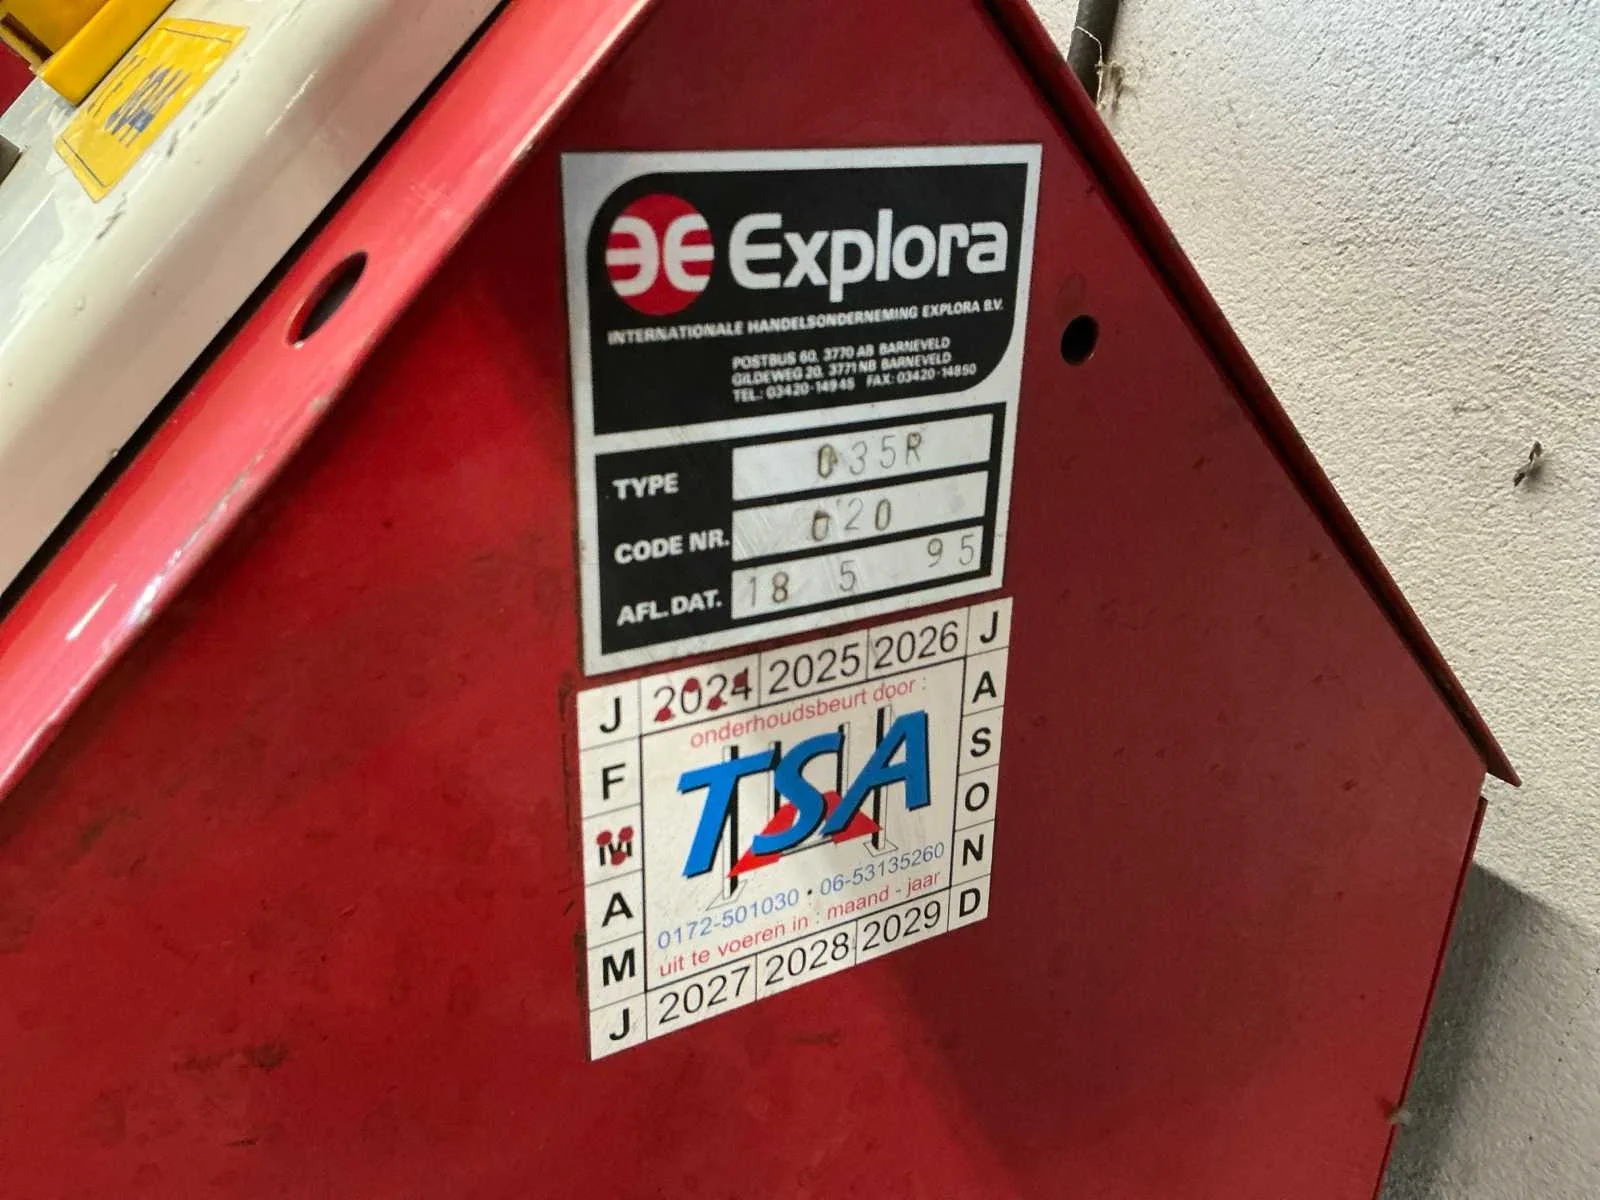 Explora
INTERNATIONALE HANDELSONDERNEMING EXPLORA B.V.
POSTBUS 60, 3770 AB BARNEVELD
GILDEWEG 20, 3771 NB BARNEVELD
TEL.: 03420-14945 FAX: 03420-14850
TYPE 035R
CODE NR. 020
AFL. DAT. 18 5 95
J 2024 2025 2026 J
onderhoudsbeurt door :
F
M
A
M
J
A
S
O
N
D
TSA
0172-501030 • 06-53135260
uit te voeren in : maand - jaar
2027 2028 2029